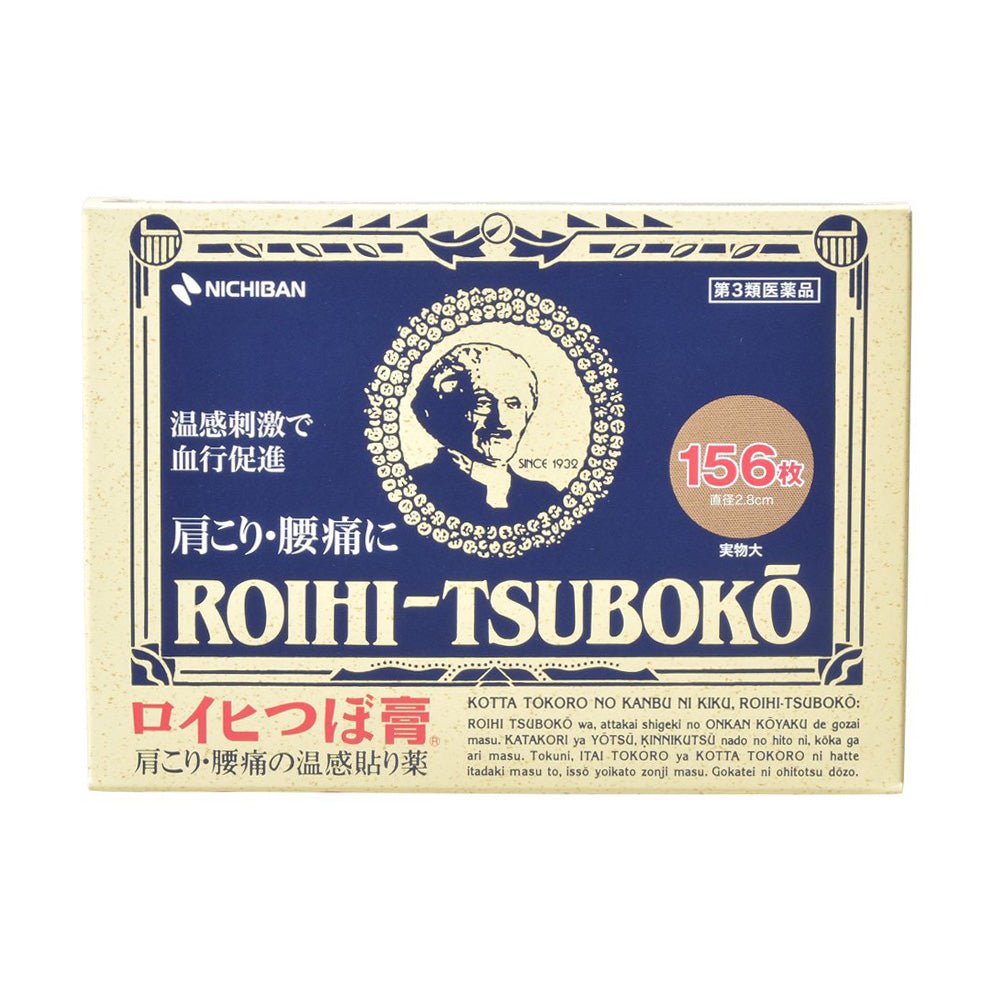 NICHIBAN
第3類医薬品
温感刺激で
血行促進
SINCE 1932
156枚
直径2.8cm
実物大
肩こり・腰痛に
ROIHI-TSUBOKŌ
ロイヒつぼ膏®
肩こり・腰痛の温感貼り薬
KOTTA TOKORO NO KANBU NI KIKU, ROIHI-TSUBOKŌ:
ROIHI TSUBOKŌ wa, attakai shigeki no ONKAN KŌYAKU de gozai
masu. KATAKORI ya YŌTSŪ, KINNIKUTSŪ nado no hito ni, kōka ga
ari masu. Tokuni, ITAI TOKORO ya KOTTA TOKORO ni hatte
itadaki masu to, issō yoikato zonji masu. Gokatei ni ohitotsu dōzo.